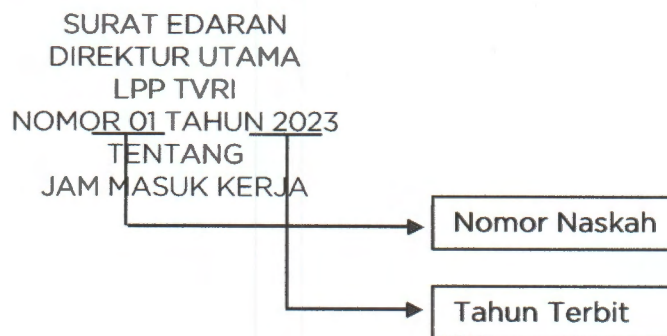 SURAT EDARAN
DIREKTUR UTAMA
LPP TVRI
NOMOR 01 TAHUN 2023
TENTANG
JAM MASUK KERJA
Nomor Naskah
Tahun Terbit